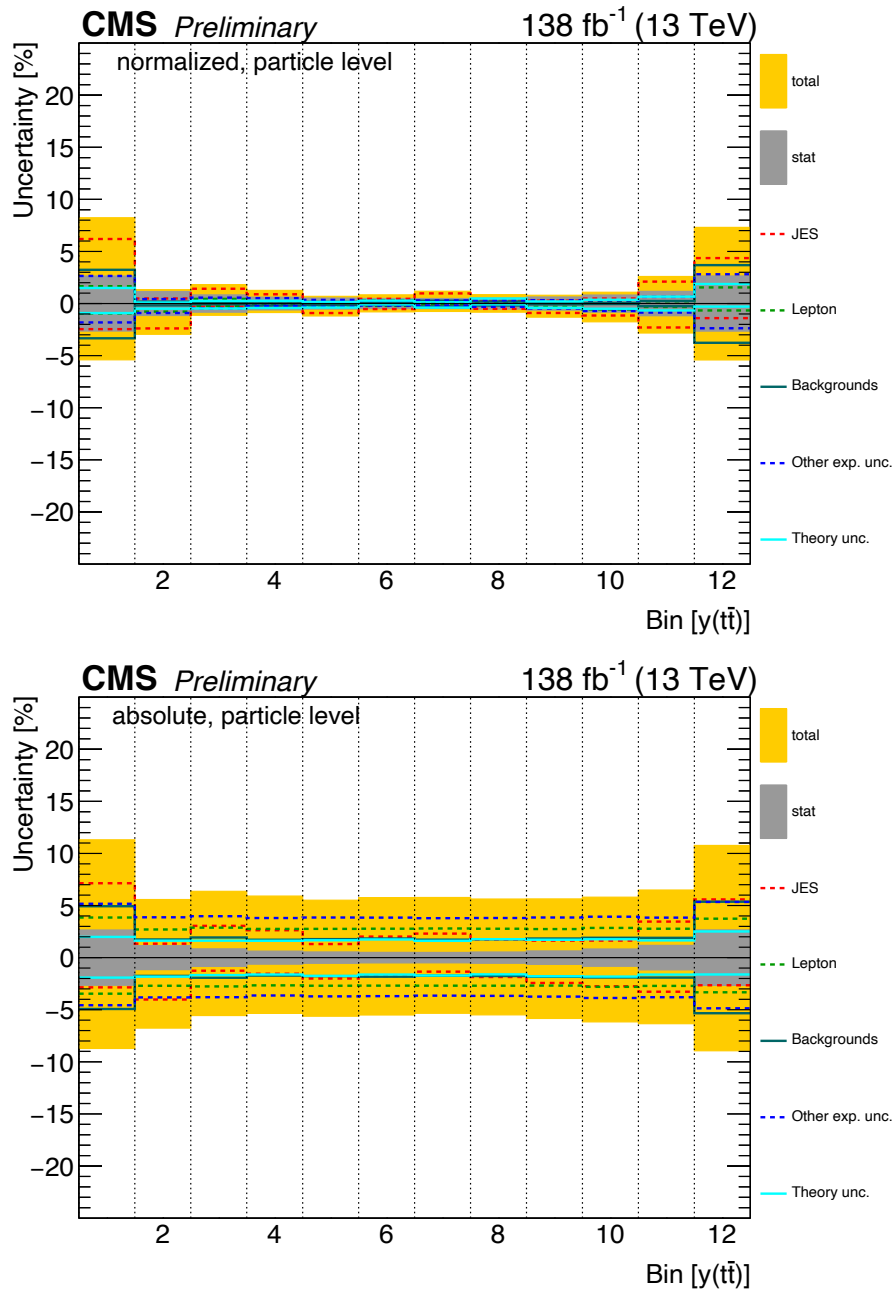 CMS Preliminary 138 fb⁻¹ (13 TeV)
normalized, particle level
Uncertainty [%]
20
15
10
5
0
−5
−10
−15
−20
2 4 6 8 10 12
Bin [y(tt̄)]
total
stat
JES
Lepton
Backgrounds
Other exp. unc.
Theory unc.
CMS Preliminary 138 fb⁻¹ (13 TeV)
absolute, particle level
Uncertainty [%]
20
15
10
5
0
−5
−10
−15
−20
2 4 6 8 10 12
Bin [y(tt̄)]
total
stat
JES
Lepton
Backgrounds
Other exp. unc.
Theory unc.